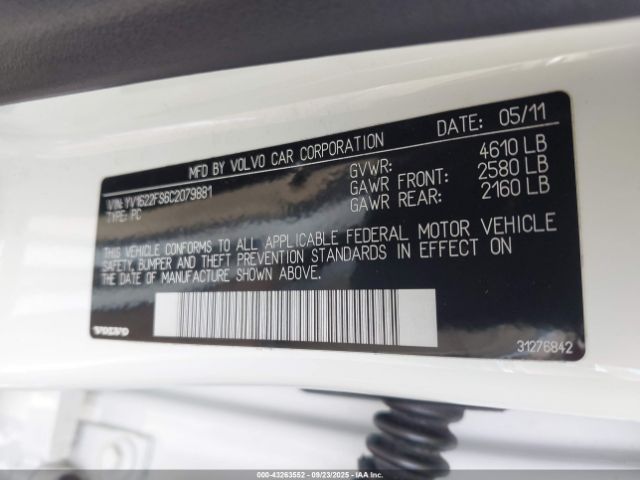 MFD BY VOLVO CAR CORPORATION
DATE: 05/11
VIN: YV1622FS6C2079881
TYPE: PC
GVWR: 4610 LB
GAWR FRONT: 2580 LB
GAWR REAR: 2160 LB
THIS VEHICLE CONFORMS TO ALL APPLICABLE FEDERAL MOTOR VEHICLE
SAFETY, BUMPER AND THEFT PREVENTION STANDARDS IN EFFECT ON
THE DATE OF MANUFACTURE SHOWN ABOVE.
VOLVO
31276842
000-43263552 | 09/23/2025 | IAA